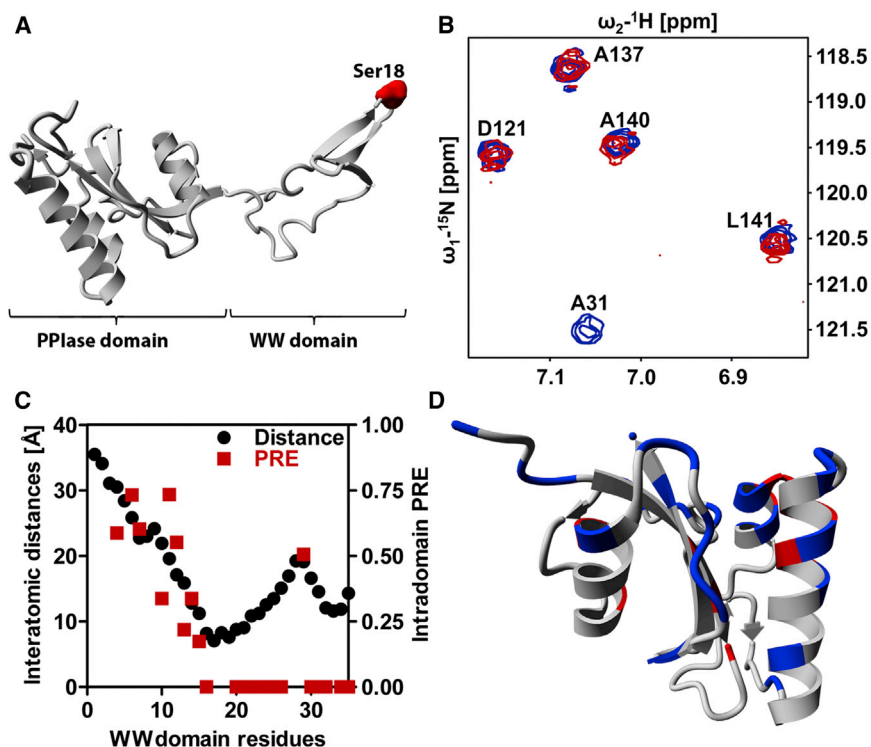 A
Ser18
PPIase domain
WW domain
B
ω₂-¹H [ppm]
A137
D121
A140
L141
A31
118.5
119.0
119.5
120.0
120.5
121.0
121.5
ω₁-¹⁵N [ppm]
7.1
7.0
6.9
C
Distance
PRE
40
30
20
10
0
Interatomic distances [Å]
1.00
0.75
0.50
0.25
0.00
Intradomain PRE
0
10
20
30
WW domain residues
D